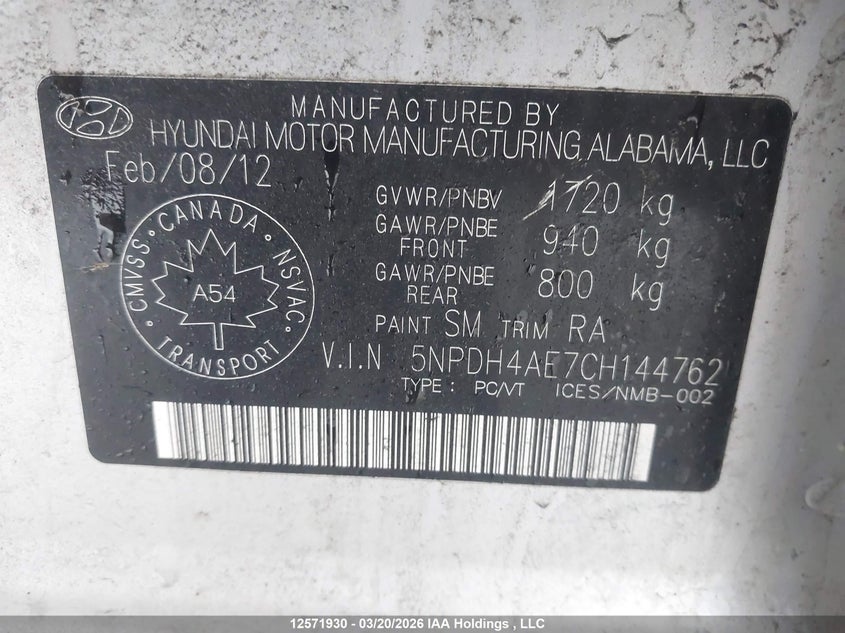 MANUFACTURED BY
HYUNDAI MOTOR MANUFACTURING ALABAMA, LLC
Feb/08/12
GVWR/PNBV 1720 kg
GAWR/PNBE FRONT 940 kg
GAWR/PNBE REAR 800 kg
CANADA
CMVSS · NSVAC
A54
TRANSPORT
PAINT SM TRIM RA
V.I.N 5NPDH4AE7CH144762
TYPE: PC/VT ICES/NMB-002
12571930 - 03/20/2026 IAA Holdings , LLC